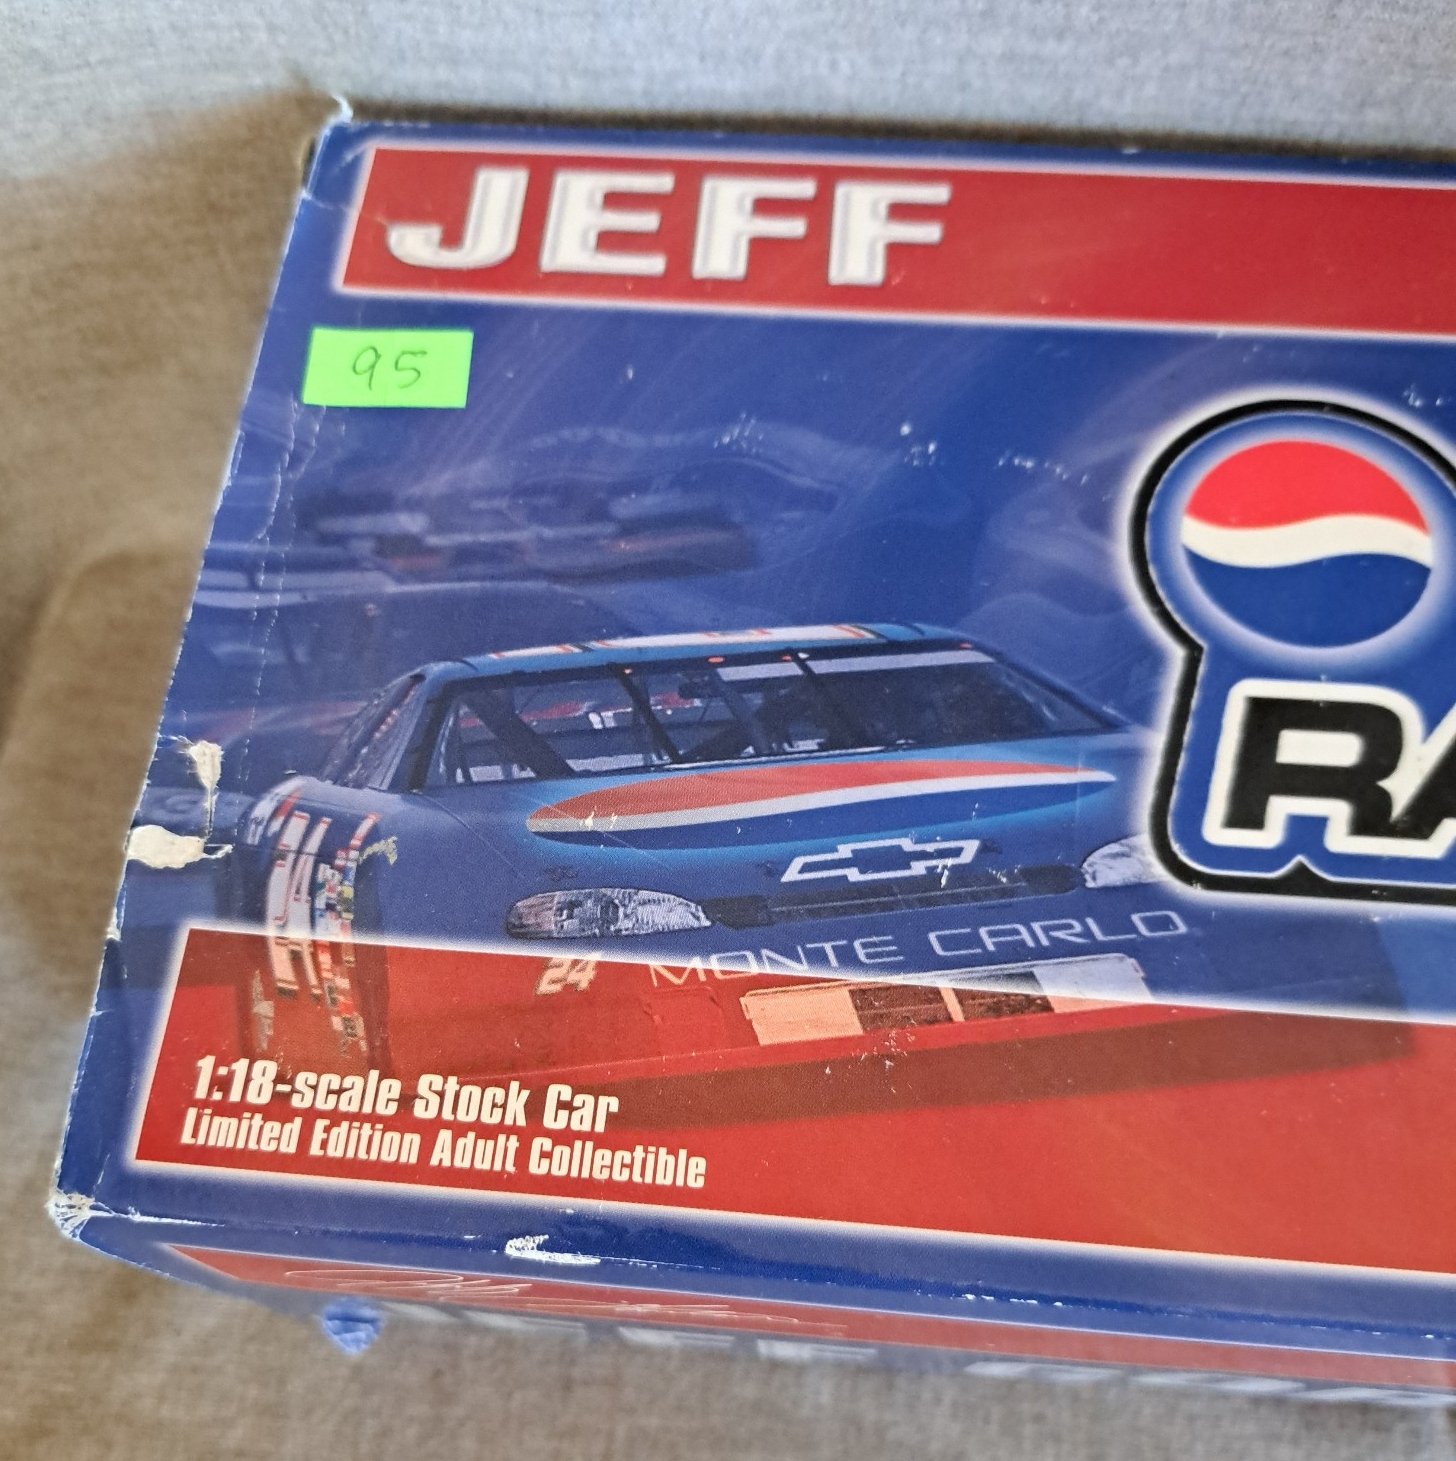 JEFF
95
RA
24
MONTE CARLO
1:18-scale Stock Car
Limited Edition Adult Collectible